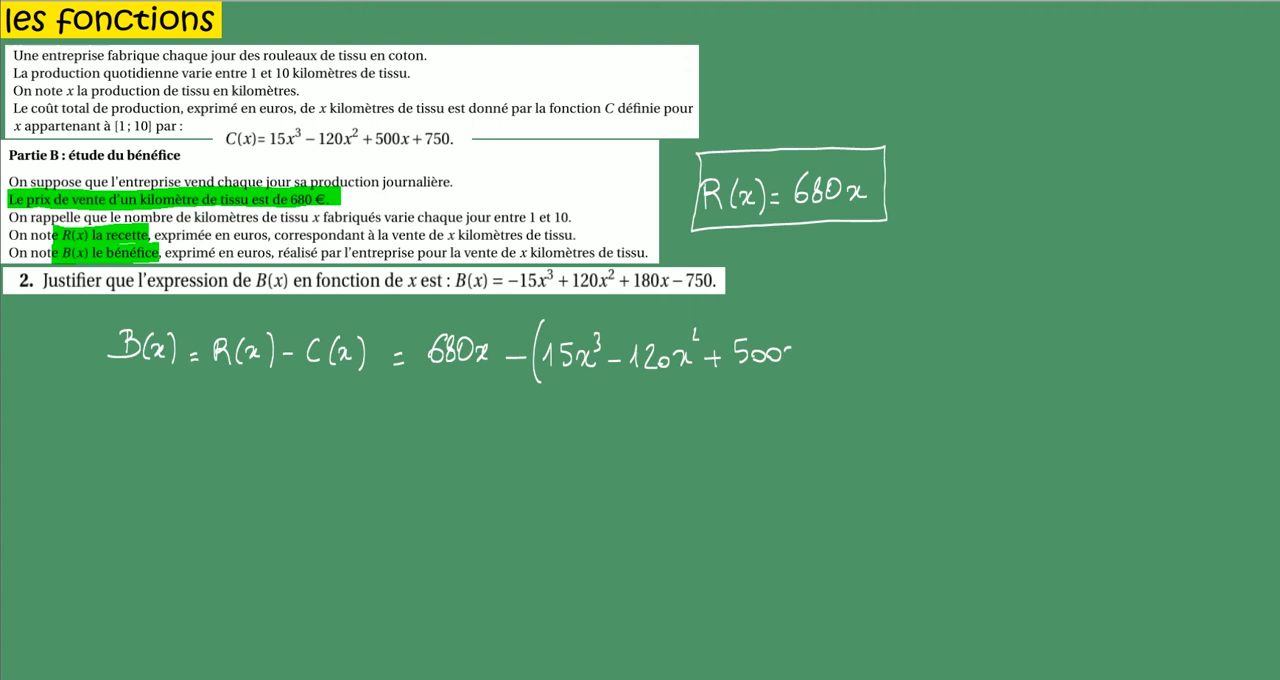 les fonctions
Une entreprise fabrique chaque jour des rouleaux de tissu en coton.
La production quotidienne varie entre 1 et 10 kilomètres de tissu.
On note x la production de tissu en kilomètres.
Le coût total de production, exprimé en euros, de x kilomètres de tissu est donné par la fonction C définie pour
x appartenant à [1 ; 10] par :
C(x) = 15x³ − 120x² + 500x + 750.
Partie B : étude du bénéfice
On suppose que l'entreprise vend chaque jour sa production journalière.
Le prix de vente d'un kilomètre de tissu est de 680 €.
On rappelle que le nombre de kilomètres de tissu x fabriqués varie chaque jour entre 1 et 10.
On note R(x) la recette, exprimée en euros, correspondant à la vente de x kilomètres de tissu.
On note B(x) le bénéfice, exprimé en euros, réalisé par l'entreprise pour la vente de x kilomètres de tissu.
R(x) = 680x
2. Justifier que l'expression de B(x) en fonction de x est : B(x) = −15x³ + 120x² + 180x − 750.
B(x) = R(x) − C(x) = 680x − (15x³ − 120x² + 500